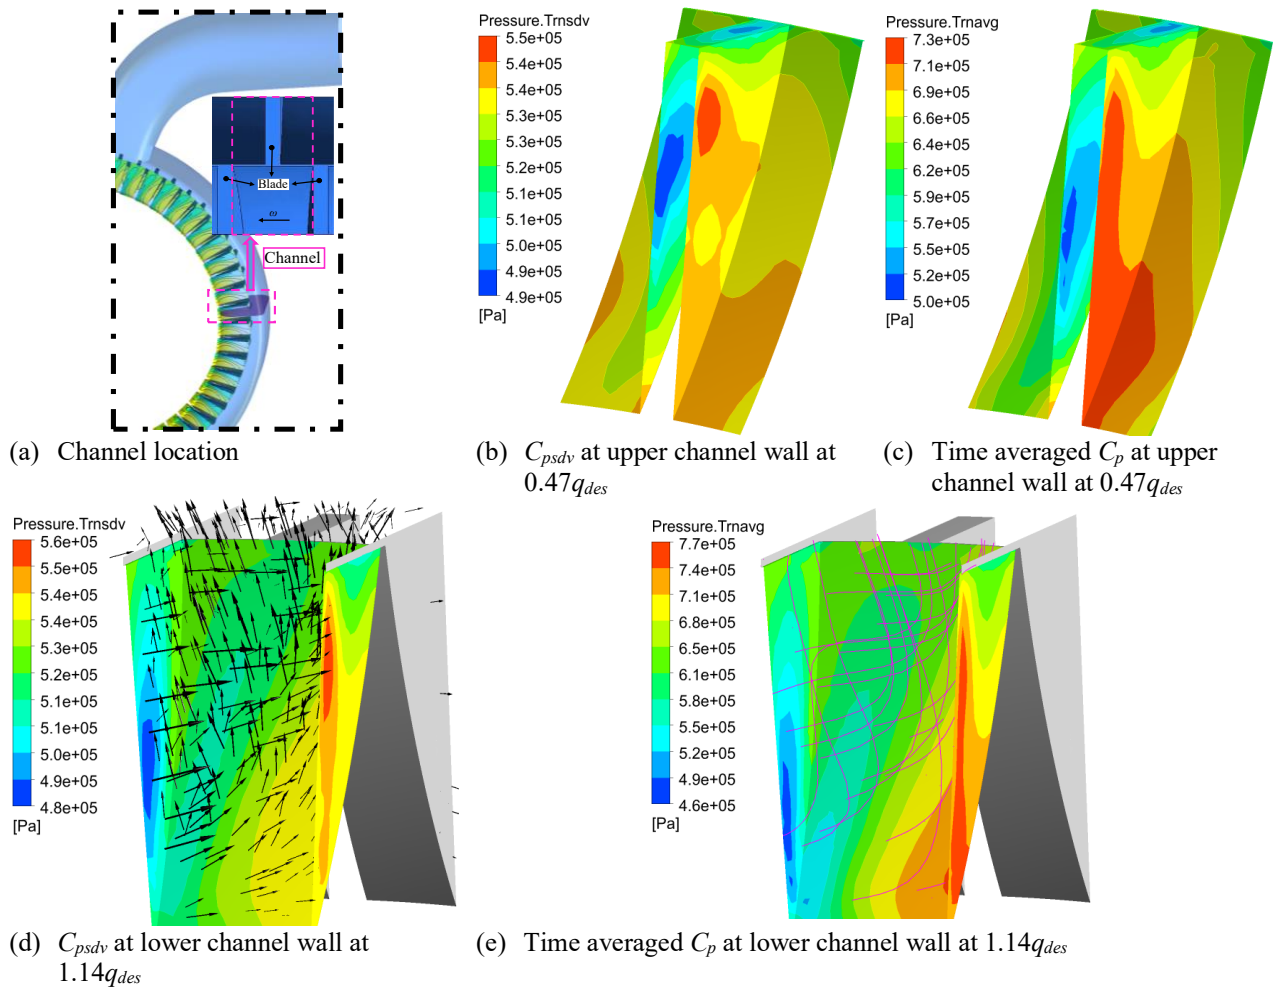 Blade
ω
Channel
(a) Channel location
Pressure.Trnsdv
5.5e+05
5.4e+05
5.4e+05
5.3e+05
5.2e+05
5.2e+05
5.1e+05
5.1e+05
5.0e+05
4.9e+05
4.9e+05
[Pa]
(b) Cpsdv at upper channel wall at
0.47qdes
Pressure.Trnavg
7.3e+05
7.1e+05
6.9e+05
6.6e+05
6.4e+05
6.2e+05
5.9e+05
5.7e+05
5.5e+05
5.2e+05
5.0e+05
[Pa]
(c) Time averaged Cp at upper
channel wall at 0.47qdes
Pressure.Trnsdv
5.6e+05
5.5e+05
5.4e+05
5.3e+05
5.3e+05
5.2e+05
5.1e+05
5.1e+05
5.0e+05
4.9e+05
4.8e+05
[Pa]
(d) Cpsdv at lower channel wall at
1.14qdes
Pressure.Trnavg
7.7e+05
7.4e+05
7.1e+05
6.8e+05
6.5e+05
6.1e+05
5.8e+05
5.5e+05
5.2e+05
4.9e+05
4.6e+05
[Pa]
(e) Time averaged Cp at lower channel wall at 1.14qdes